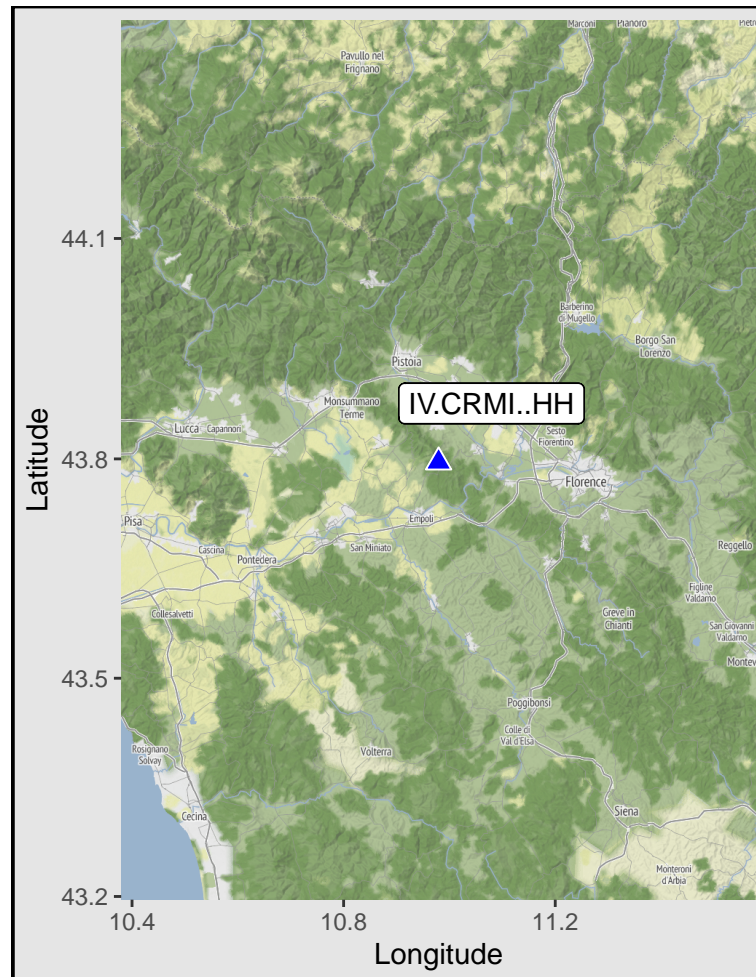 Marconi
Pianoro
Pavullo nel
Frignano
44.1
Barberino
di Mugello
Borgo San
Lorenzo
Pistoia
Monsummano
Terme
IV.CRMI..HH
Lucca
Capannori
Sesto
Fiorentino
43.8
Florence
Latitude
Pisa
Empoli
Cascina
San Miniato
Reggello
Pontedera
Figline
Valdarno
Collesalvetti
Greve in
Chianti
San Giovanni
Valdarno
43.5
Poggibonsi
Colle di
Val d'Elsa
Rosignano
Solvay
Volterra
Cecina
Siena
Monteroni
d'Arbia
43.2
10.4
10.8
11.2
Longitude